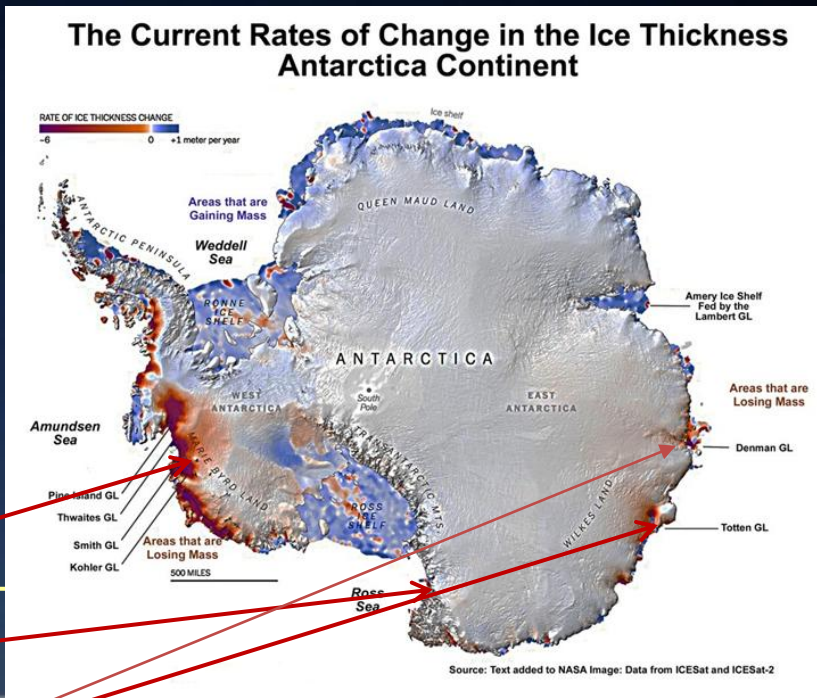 The Current Rates of Change in the Ice Thickness
Antarctica Continent
RATE OF ICE THICKNESS CHANGE
-6 0 +1 meter per year
Ice shelf
Areas that are
Gaining Mass
QUEEN MAUD LAND
ANTARCTIC PENINSULA
Weddell
Sea
RONNE
ICE
SHELF
Amery Ice Shelf
Fed by the
Lambert GL
ANTARCTICA
South
Pole
WEST
ANTARCTICA
EAST
ANTARCTICA
Areas that are
Losing Mass
Amundsen
Sea
TRANSANTARCTIC MTS.
MARIE BYRD LAND
Denman GL
Pine Island GL
Thwaites GL
Smith GL
Kohler GL
Areas that are
Losing Mass
ROSS
ICE
SHELF
WILKES LAND
Totten GL
500 MILES
Ross
Sea
Source: Text added to NASA Image: Data from ICESat and ICESat-2